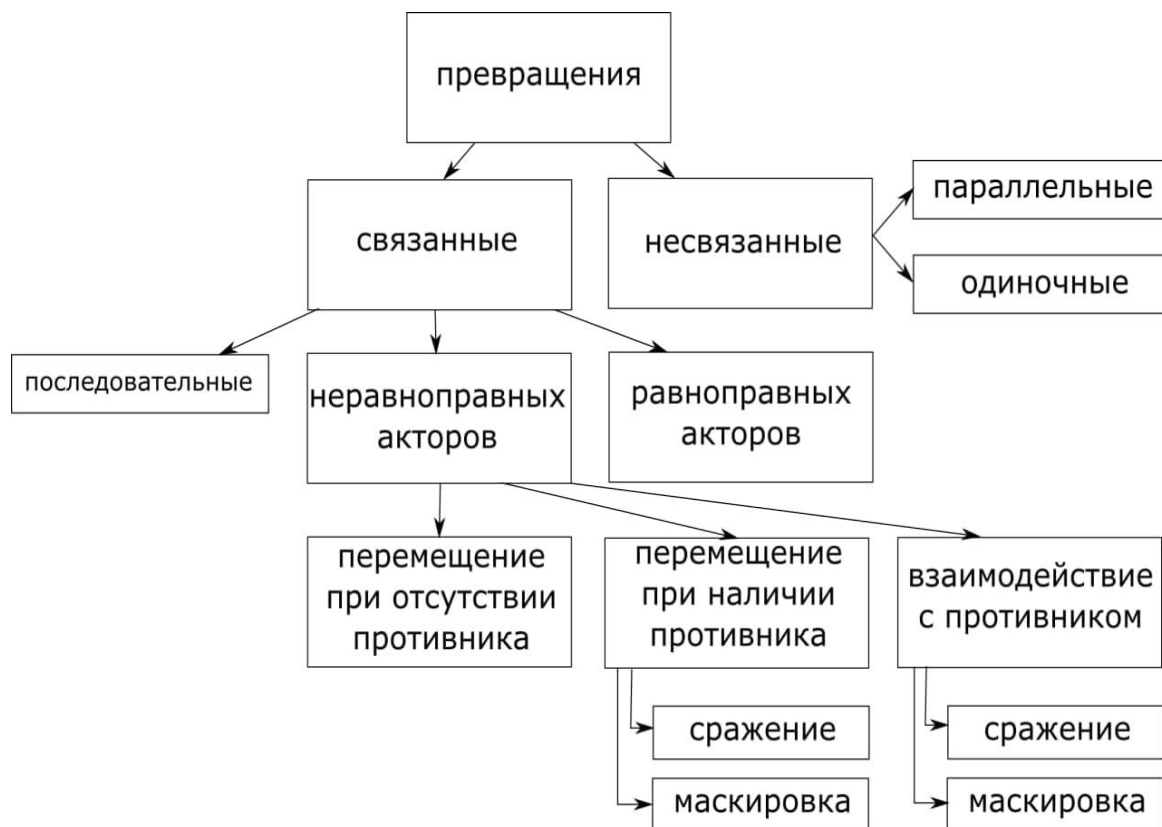 превращения
связанные
несвязанные
параллельные
одиночные
последовательные
неравноправных
акторов
равноправных
акторов
перемещение
при отсутствии
противника
перемещение
при наличии
противника
взаимодействие
с противником
сражение
маскировка
сражение
маскировка